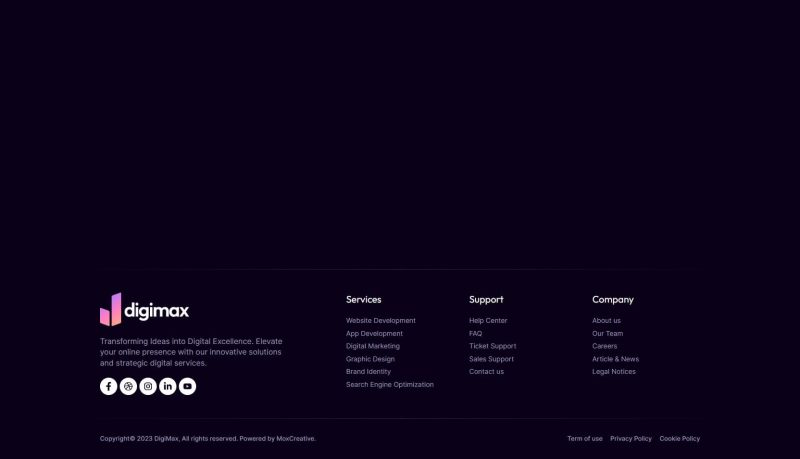 digimax
Transforming Ideas into Digital Excellence. Elevate
your online presence with our innovative solutions
and strategic digital services.
Services
Website Development
App Development
Digital Marketing
Graphic Design
Brand Identity
Search Engine Optimization
Support
Help Center
FAQ
Ticket Support
Sales Support
Contact us
Company
About us
Our Team
Careers
Article & News
Legal Notices
Copyright© 2023 DigiMax, All rights reserved. Powered by MoxCreative.
Term of use Privacy Policy Cookie Policy